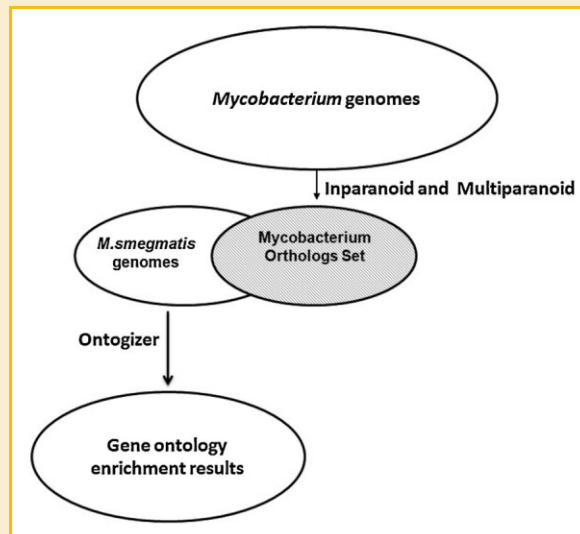 Mycobacterium genomes
Inparanoid and Multiparanoid
M.smegmatis
genomes
Mycobacterium
Orthologs Set
Ontogizer
Gene ontology
enrichment results